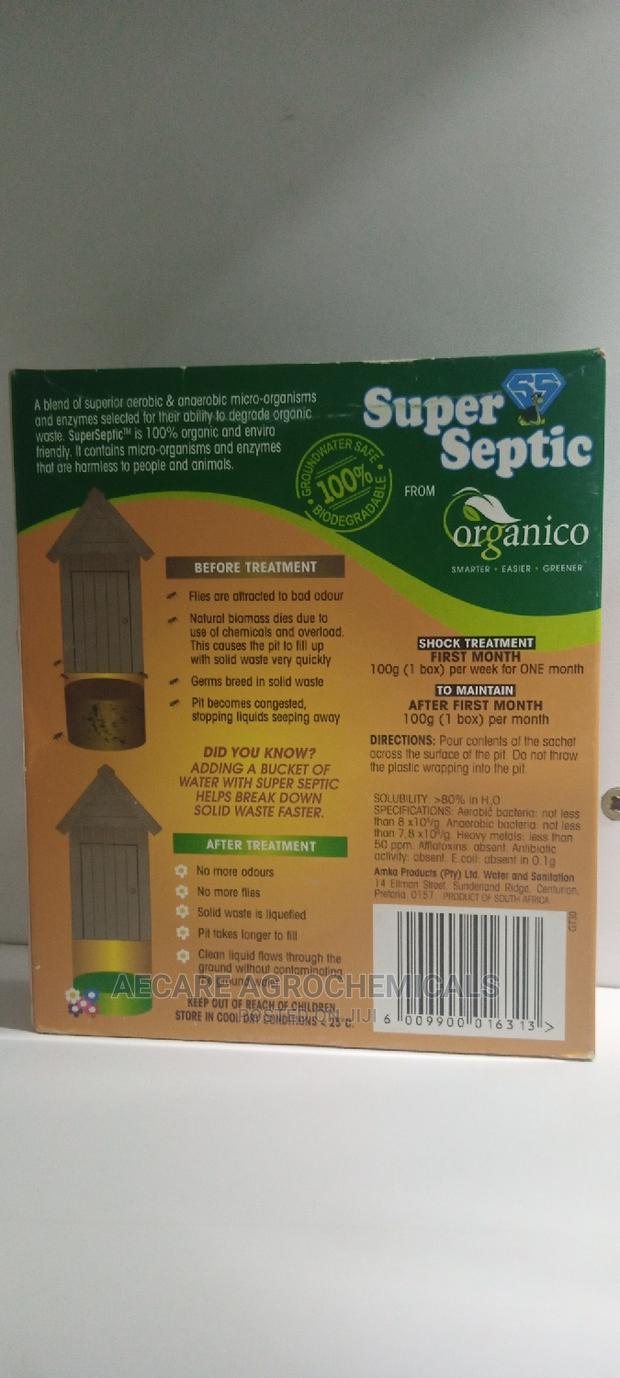 A blend of superior aerobic & anaerobic micro-organisms
and enzymes selected for their ability to degrade organic
waste. SuperSeptic™ is 100% organic and enviro
friendly. It contains micro-organisms and enzymes
that are harmless to people and animals.
GROUNDWATER SAFE
100%
BIODEGRADABLE
SS
Super
Septic
FROM
organico
SMARTER • EASIER • GREENER
BEFORE TREATMENT
Flies are attracted to bad odour
Natural biomass dies due to
use of chemicals and overload.
This causes the pit to fill up
with solid waste very quickly
Germs breed in solid waste
Pit becomes congested,
stopping liquids seeping away
DID YOU KNOW?
ADDING A BUCKET OF
WATER WITH SUPER SEPTIC
HELPS BREAK DOWN
SOLID WASTE FASTER.
AFTER TREATMENT
No more odours
No more flies
Solid waste is liquefied
Pit takes longer to fill
Clean liquid flows through the
ground without contaminating
ground water
KEEP OUT OF REACH OF CHILDREN.
STORE IN COOL DRY CONDITIONS < 25°C.
SHOCK TREATMENT
FIRST MONTH
100g (1 box) per week for ONE month
TO MAINTAIN
AFTER FIRST MONTH
100g (1 box) per month
DIRECTIONS: Pour contents of the sachet
across the surface of the pit. Do not throw
the plastic wrapping into the pit.
SOLUBILITY: >80% in H₂O
SPECIFICATIONS: Aerobic bacteria: not less
than 8 x10⁹/g. Anaerobic bacteria: not less
than 7,8 Heavy metals: less than
50 ppm. Afflatoxins: absent. Antibiotic
activity: absent. E.coli: absent in 0.1g
Amka Products (Pty) Ltd. Water and Sanitation
14 Ellman Street, Sunderland Ridge, Centurion,
Pretoria, 0157. PRODUCT OF SOUTH AFRICA
GT30
6 009900 016313 >
AECARE AGROCHEMICALS
POSTED ON JIJI